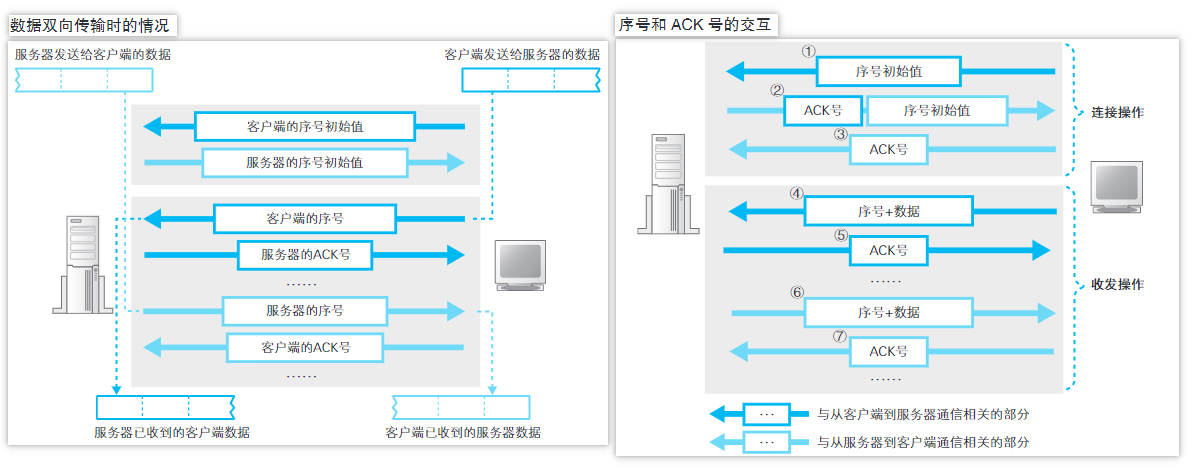 数据双向传输时的情况
服务器发送给客户端的数据
客户端发送给服务器的数据
客户端的序号初始值
服务器的序号初始值
客户端的序号
服务器的ACK号
……
服务器的序号
客户端的ACK号
……
服务器已收到的客户端数据
客户端已收到的服务器数据
序号和 ACK 号的交互
① 序号初始值
② ACK号 序号初始值
③ ACK号
连接操作
④ 序号+数据
⑤ ACK号
……
⑥ 序号+数据
⑦ ACK号
……
收发操作
… 与从客户端到服务器通信相关的部分
… 与从服务器到客户端通信相关的部分